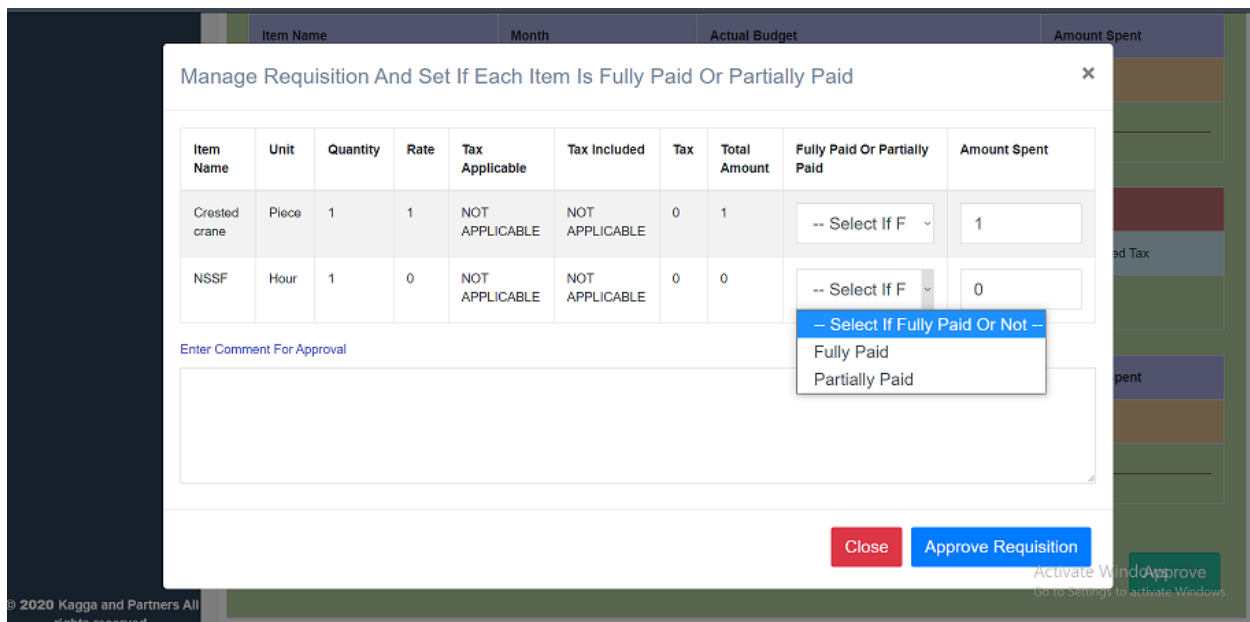 Item Name Month Actual Budget Amount Spent
Manage Requisition And Set If Each Item Is Fully Paid Or Partially Paid ×
Item Name Unit Quantity Rate Tax Applicable Tax Included Tax Total Amount Fully Paid Or Partially Paid Amount Spent
Crested crane Piece 1 1 NOT APPLICABLE NOT APPLICABLE 0 1 -- Select If F 1
ed Tax
NSSF Hour 1 0 NOT APPLICABLE NOT APPLICABLE 0 0 -- Select If F 0
-- Select If Fully Paid Or Not --
Fully Paid
Partially Paid
Enter Comment For Approval
pent
Close Approve Requisition
Approve
Activate Windows
Go to Settings to activate Windows.
© 2020 Kagga and Partners All
rights reserved